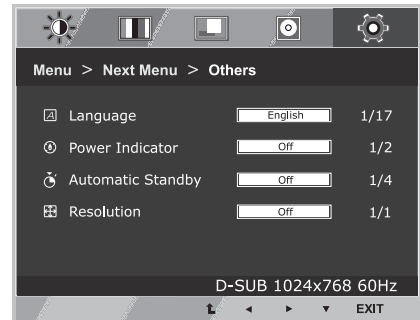 Menu > Next Menu > Others
Language English 1/17
Power Indicator Off 1/2
Automatic Standby Off 1/4
Resolution Off 1/1
D-SUB 1024x768 60Hz
EXIT